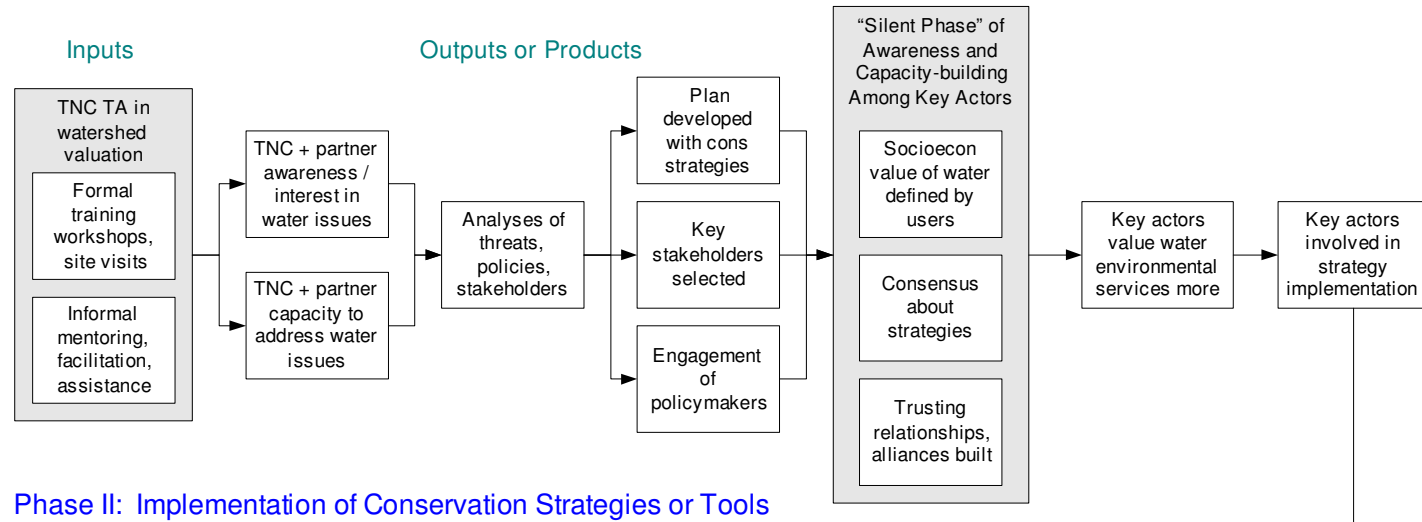 Inputs
Outputs or Products
TNC TA in
watershed
valuation
Formal
training
workshops,
site visits
Informal
mentoring,
facilitation,
assistance
TNC + partner
awareness /
interest in
water issues
TNC + partner
capacity to
address water
issues
Analyses of
threats,
policies,
stakeholders
Plan
developed
with cons
strategies
Key
stakeholders
selected
Engagement
of
policymakers
“Silent Phase” of
Awareness and
Capacity-building
Among Key Actors
Socioecon
value of water
defined by
users
Consensus
about
strategies
Trusting
relationships,
alliances built
Key actors
value water
environmental
services more
Key actors
involved in
strategy
implementation
Phase II: Implementation of Conservation Strategies or Tools